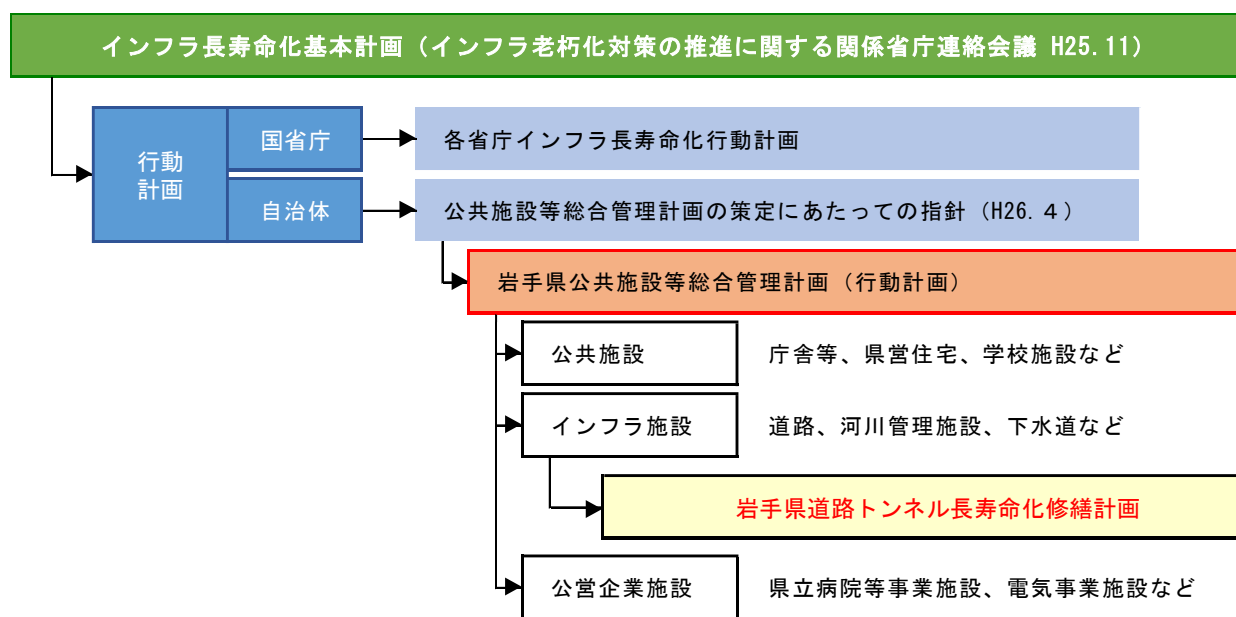 インフラ長寿命化基本計画（インフラ老朽化対策の推進に関する関係省庁連絡会議 H25.11）
行動
計画
国省庁
各省庁インフラ長寿命化行動計画
自治体
公共施設等総合管理計画の策定にあたっての指針（H26.４）
岩手県公共施設等総合管理計画（行動計画）
公共施設
庁舎等、県営住宅、学校施設など
インフラ施設
道路、河川管理施設、下水道など
岩手県道路トンネル長寿命化修繕計画
公営企業施設
県立病院等事業施設、電気事業施設など